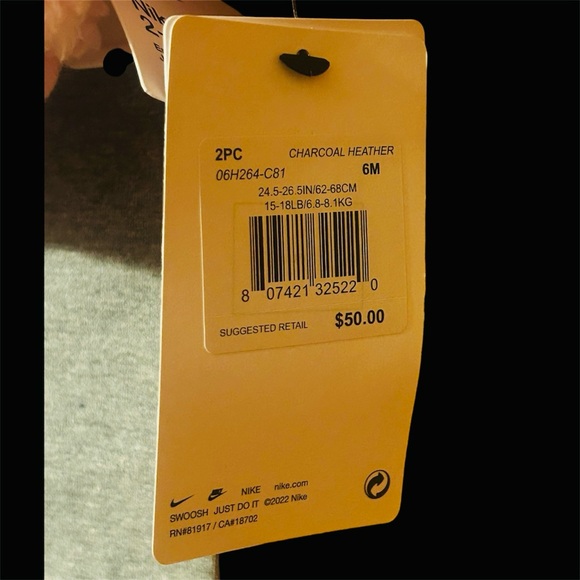 2PC CHARCOAL HEATHER
06H264-C81 6M
24.5-26.5IN/62-68CM
15-18LB/6.8-8.1KG
8 07421 32522 0
SUGGESTED RETAIL $50.00
NIKE nike.com
SWOOSH JUST DO IT ©2022 Nike
RN#81917 / CA#18702